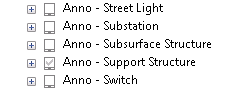 Anno - Street Light
Anno - Substation
Anno - Subsurface Structure
Anno - Support Structure
Anno - Switch